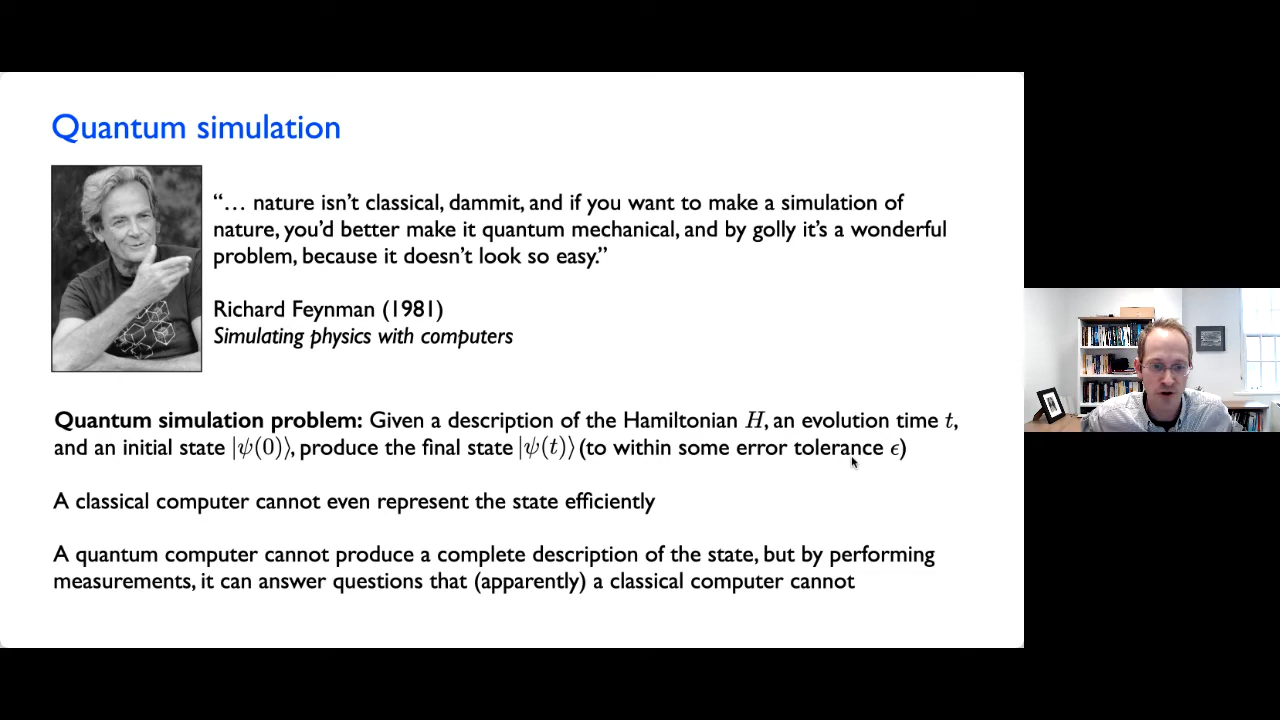 Quantum simulation
“… nature isn’t classical, dammit, and if you want to make a simulation of
nature, you’d better make it quantum mechanical, and by golly it’s a wonderful
problem, because it doesn’t look so easy.”
Richard Feynman (1981)
Simulating physics with computers
Quantum simulation problem: Given a description of the Hamiltonian H, an evolution time t,
and an initial state |ψ(0)⟩, produce the final state |ψ(t)⟩ (to within some error tolerance ϵ)
A classical computer cannot even represent the state efficiently
A quantum computer cannot produce a complete description of the state, but by performing
measurements, it can answer questions that (apparently) a classical computer cannot